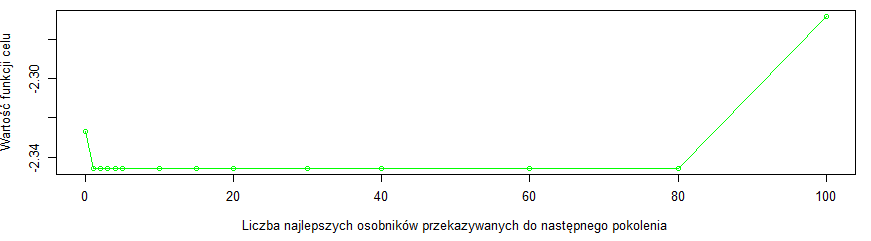 Wartość funkcji celu
-2.30
-2.34
0 20 40 60 80 100
Liczba najlepszych osobników przekazywanych do następnego pokolenia